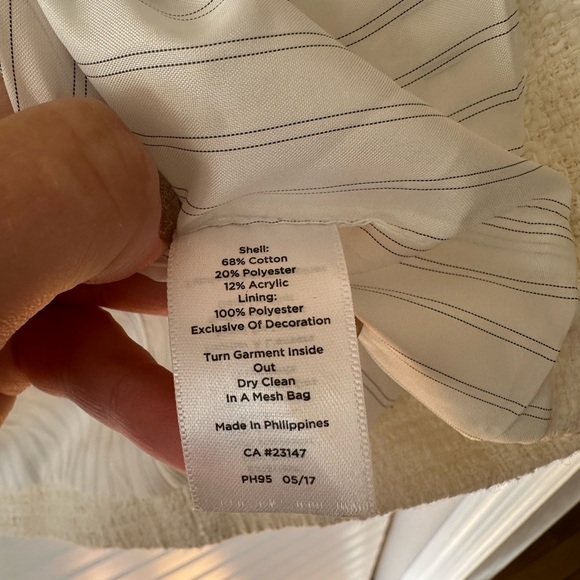 Shell:
68% Cotton
20% Polyester
12% Acrylic
Lining:
100% Polyester
Exclusive Of Decoration
Turn Garment Inside
Out
Dry Clean
In A Mesh Bag
Made In Philippines
CA #23147
PH95 05/17